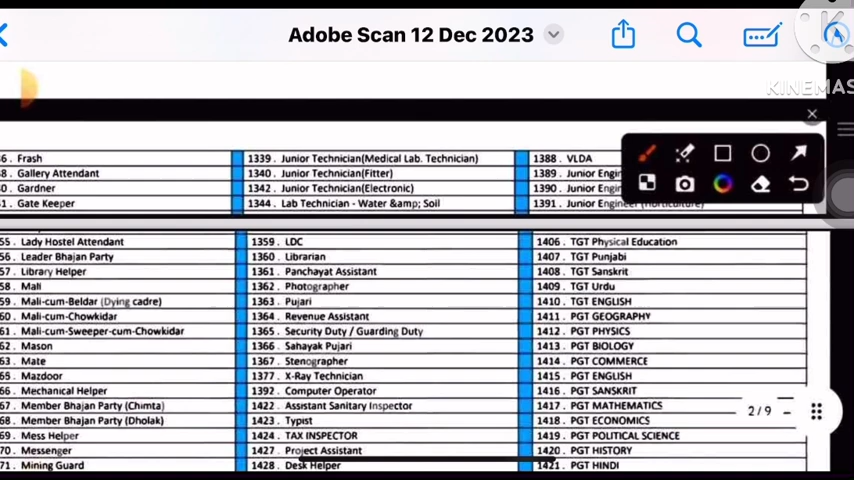 Adobe Scan 12 Dec 2023
KINEMAS
36 . Frash 1339 . Junior Technician(Medical Lab. Technician) 1388 . VLDA
38 . Gallery Attendant 1340 . Junior Technician(Fitter) 1389 . Junior Engin
30 . Gardner 1342 . Junior Technician(Electronic) 1390 . Junior Engin
31 . Gate Keeper 1344 . Lab Technician - Water &amp; Soil 1391 . Junior Engineer (Horticulture)
55 . Lady Hostel Attendant 1359 . LDC 1406 . TGT Physical Education
56 . Leader Bhajan Party 1360 . Librarian 1407 . TGT Punjabi
57 . Library Helper 1361 . Panchayat Assistant 1408 . TGT Sanskrit
58 . Mali 1362 . Photographer 1409 . TGT Urdu
59 . Mali-cum-Beldar (Dying cadre) 1363 . Pujari 1410 . TGT ENGLISH
60 . Mali-cum-Chowkidar 1364 . Revenue Assistant 1411 . PGT GEOGRAPHY
61 . Mali-cum-Sweeper-cum-Chowkidar 1365 . Security Duty / Guarding Duty 1412 . PGT PHYSICS
62 . Mason 1366 . Sahayak Pujari 1413 . PGT BIOLOGY
63 . Mate 1367 . Stenographer 1414 . PGT COMMERCE
65 . Mazdoor 1377 . X-Ray Technician 1415 . PGT ENGLISH
66 . Mechanical Helper 1392 . Computer Operator 1416 . PGT SANSKRIT
67 . Member Bhajan Party (Chimta) 1422 . Assistant Sanitary Inspector 1417 . PGT MATHEMATICS
68 . Member Bhajan Party (Dholak) 1423 . Typist 1418 . PGT ECONOMICS
69 . Mess Helper 1424 . TAX INSPECTOR 1419 . PGT POLITICAL SCIENCE
70 . Messenger 1427 . Project Assistant 1420 . PGT HISTORY
71 . Mining Guard 1428 . Desk Helper 1421 . PGT HINDI
2/9